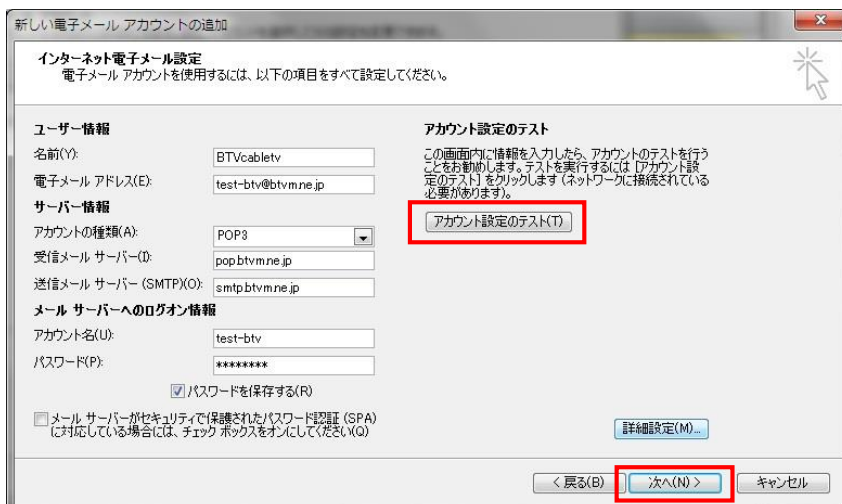 新しい電子メール アカウントの追加
インターネット電子メール設定
電子メール アカウントを使用するには、以下の項目をすべて設定してください。
ユーザー情報
名前(Y):
BTVcabletv
電子メール アドレス(E):
test-btv@btvm.ne.jp
サーバー情報
アカウントの種類(A):
POP3
受信メール サーバー(I):
pop.btvm.ne.jp
送信メール サーバー (SMTP)(O):
smtp.btvm.ne.jp
メール サーバーへのログオン情報
アカウント名(U):
test-btv
パスワード(P):
********
パスワードを保存する(R)
メール サーバーがセキュリティで保護されたパスワード認証 (SPA)
に対応している場合には、チェック ボックスをオンにしてください(Q)
アカウント設定のテスト
この画面内に情報を入力したら、アカウントのテストを行う
ことをお勧めします。テストを実行するには [アカウント設
定のテスト] をクリックします (ネットワークに接続されている
必要があります)。
アカウント設定のテスト(T)
詳細設定(M)...
< 戻る(B)
次へ(N) >
キャンセル